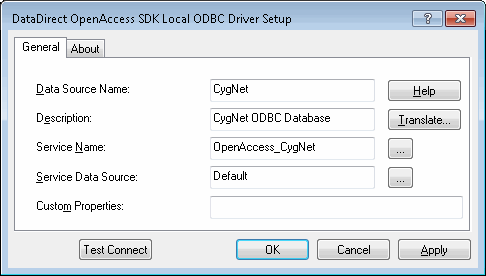 DataDirect OpenAccess SDK Local ODBC Driver Setup
General About
Data Source Name: CygNet Help
Description: CygNet ODBC Database Translate...
Service Name: OpenAccess_CygNet ...
Service Data Source: Default ...
Custom Properties:
Test Connect OK Cancel Apply